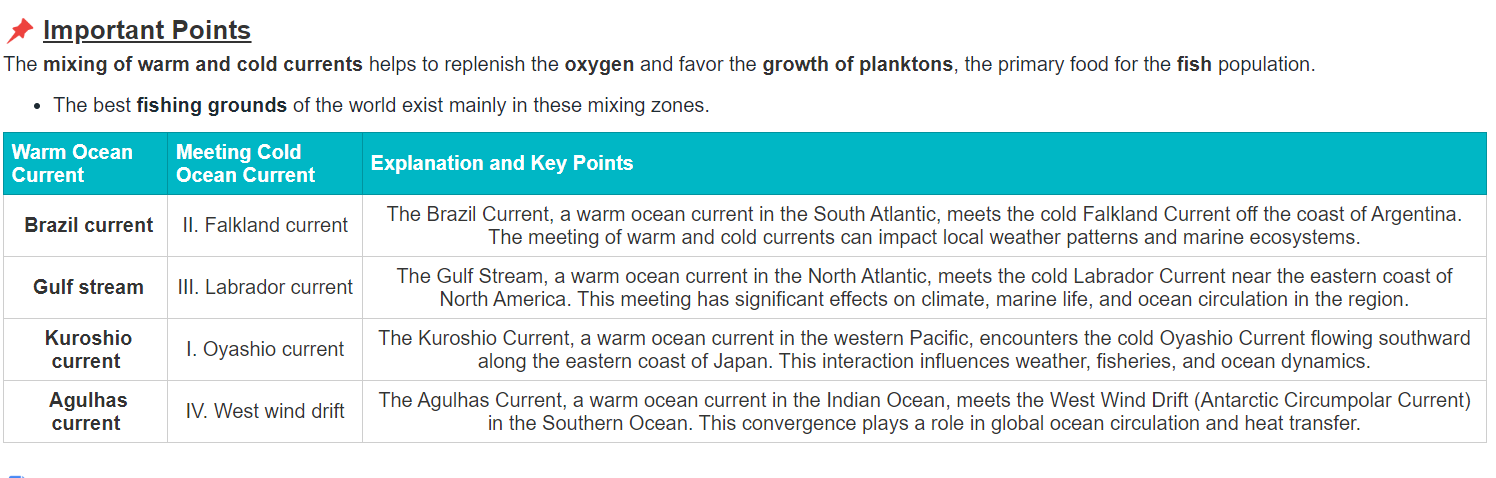 Important Points
The mixing of warm and cold currents helps to replenish the oxygen and favor the growth of planktons, the primary food for the fish population.
• The best fishing grounds of the world exist mainly in these mixing zones.
Warm Ocean
Current
Meeting Cold
Ocean Current
Explanation and Key Points
Brazil current
II. Falkland current
The Brazil Current, a warm ocean current in the South Atlantic, meets the cold Falkland Current off the coast of Argentina.
The meeting of warm and cold currents can impact local weather patterns and marine ecosystems.
Gulf stream
III. Labrador current
The Gulf Stream, a warm ocean current in the North Atlantic, meets the cold Labrador Current near the eastern coast of
North America. This meeting has significant effects on climate, marine life, and ocean circulation in the region.
Kuroshio
current
I. Oyashio current
The Kuroshio Current, a warm ocean current in the western Pacific, encounters the cold Oyashio Current flowing southward
along the eastern coast of Japan. This interaction influences weather, fisheries, and ocean dynamics.
Agulhas
current
IV. West wind drift
The Agulhas Current, a warm ocean current in the Indian Ocean, meets the West Wind Drift (Antarctic Circumpolar Current)
in the Southern Ocean. This convergence plays a role in global ocean circulation and heat transfer.